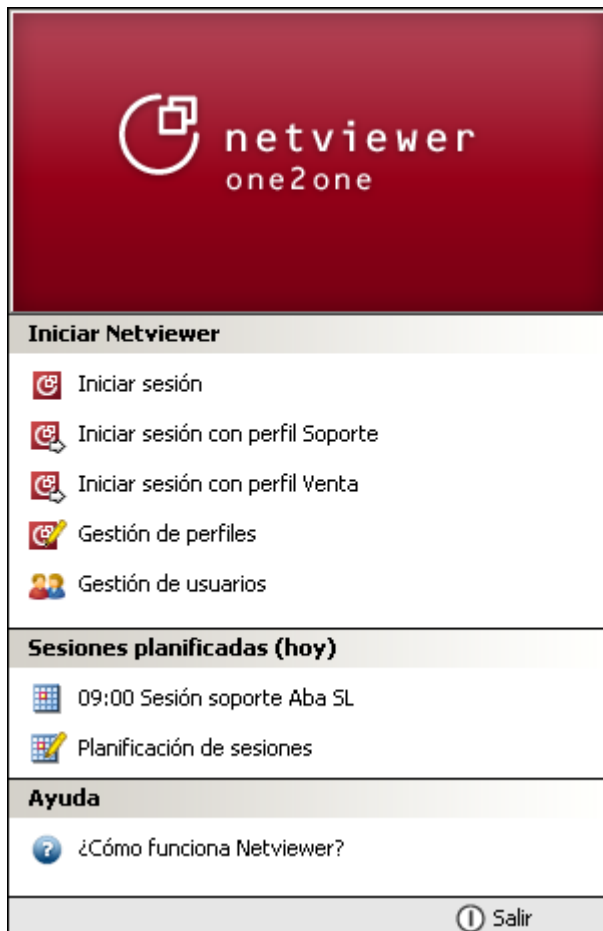 netviewer
one2one
Iniciar Netviewer
Iniciar sesión
Iniciar sesión con perfil Soporte
Iniciar sesión con perfil Venta
Gestión de perfiles
Gestión de usuarios
Sesiones planificadas (hoy)
09:00 Sesión soporte Aba SL
Planificación de sesiones
Ayuda
¿Cómo funciona Netviewer?
Salir